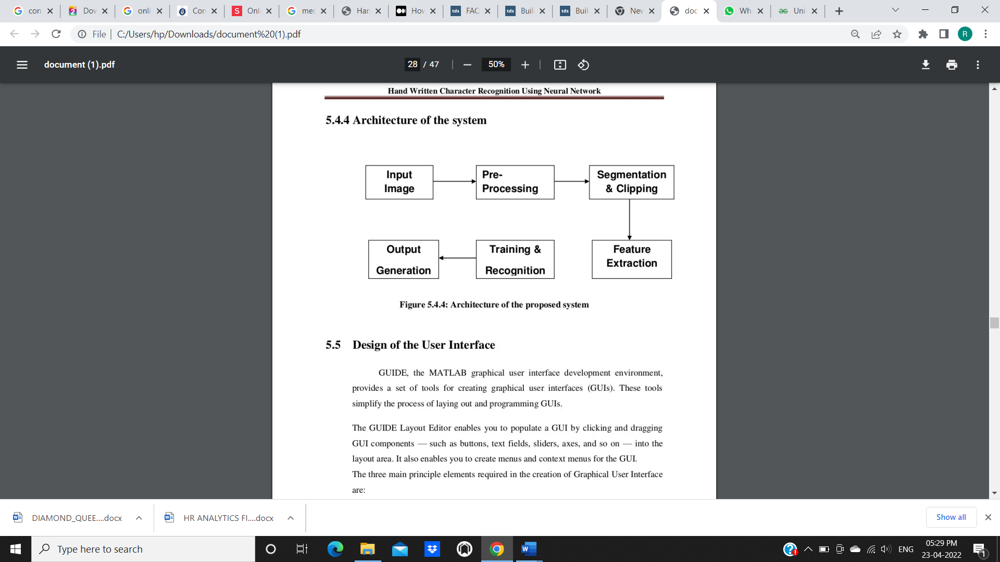 con
Dov
onli
Con
S Onli
mec
Han
How
tds FAC
tds Buil
tds Buil
New
doc
Wh
Uni
File
C:/Users/hp/Downloads/document%20(1).pdf
R
document (1).pdf
28 / 47
50%
Hand Written Character Recognition Using Neural Network
5.4.4 Architecture of the system
Input
Image
Pre-
Processing
Segmentation
& Clipping
Output
Generation
Training &
Recognition
Feature
Extraction
Figure 5.4.4: Architecture of the proposed system
5.5 Design of the User Interface
GUIDE, the MATLAB graphical user interface development environment,
provides a set of tools for creating graphical user interfaces (GUIs). These tools
simplify the process of laying out and programming GUIs.
The GUIDE Layout Editor enables you to populate a GUI by clicking and dragging
GUI components — such as buttons, text fields, sliders, axes, and so on — into the
layout area. It also enables you to create menus and context menus for the GUI.
The three main principle elements required in the creation of Graphical User Interface
are:
DIAMOND_QUEE....docx
HR ANALYTICS FI....docx
Show all
Type here to search
ENG
05:29 PM
23-04-2022
1